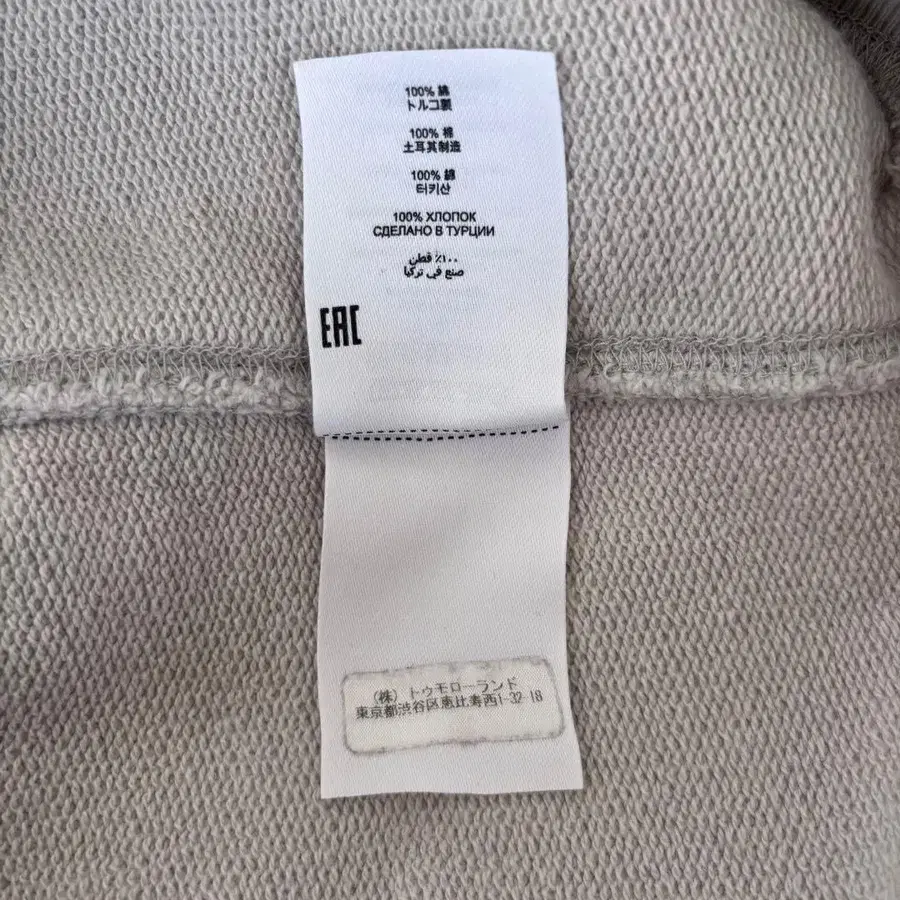 100% 綿
トルコ製
100% 棉
土耳其制造
100% 綿
터키산
100% ХЛОПОК
СДЕЛАНО В ТУРЦИИ
١٠٠٪ قطن
صنع في تركيا
EAC
(株) トゥモローランド
東京都渋谷区恵比寿西1-32-18